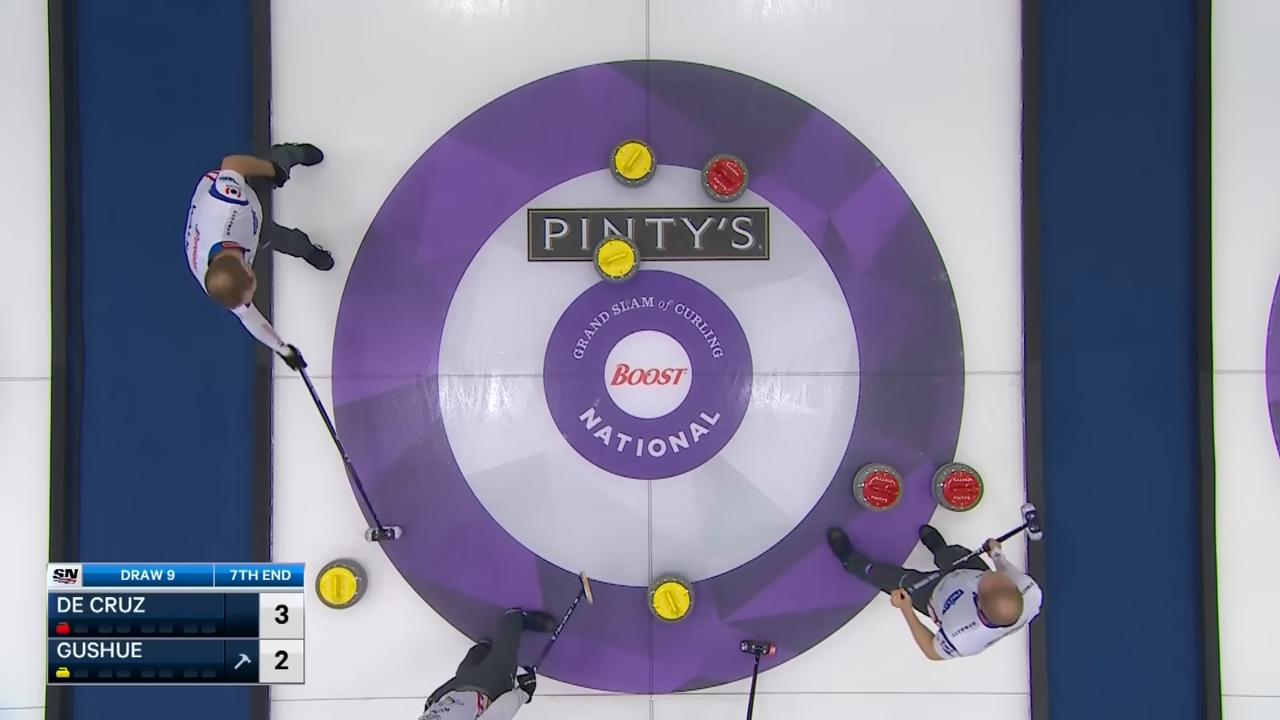 PINTY'S
GRAND SLAM of CURLING
BOOST
NATIONAL
SN DRAW 9 7TH END
DE CRUZ 3
GUSHUE 2